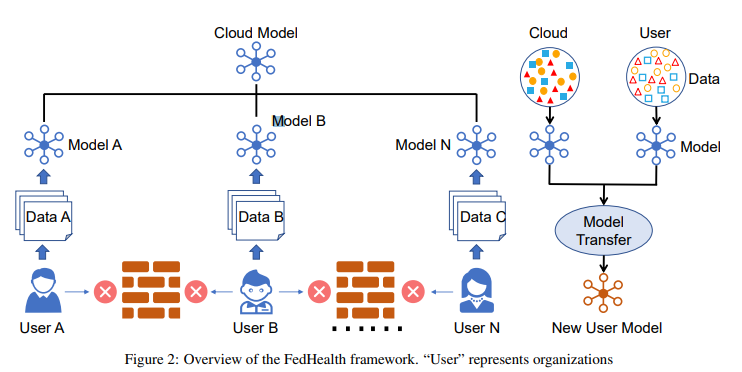 Cloud Model
Cloud
User
Model B
Data
Model A
Model N
Model
Data A
Data B
Data C
Model
Transfer
User A
User B
......
User N
New User Model
Figure 2: Overview of the FedHealth framework. “User” represents organizations